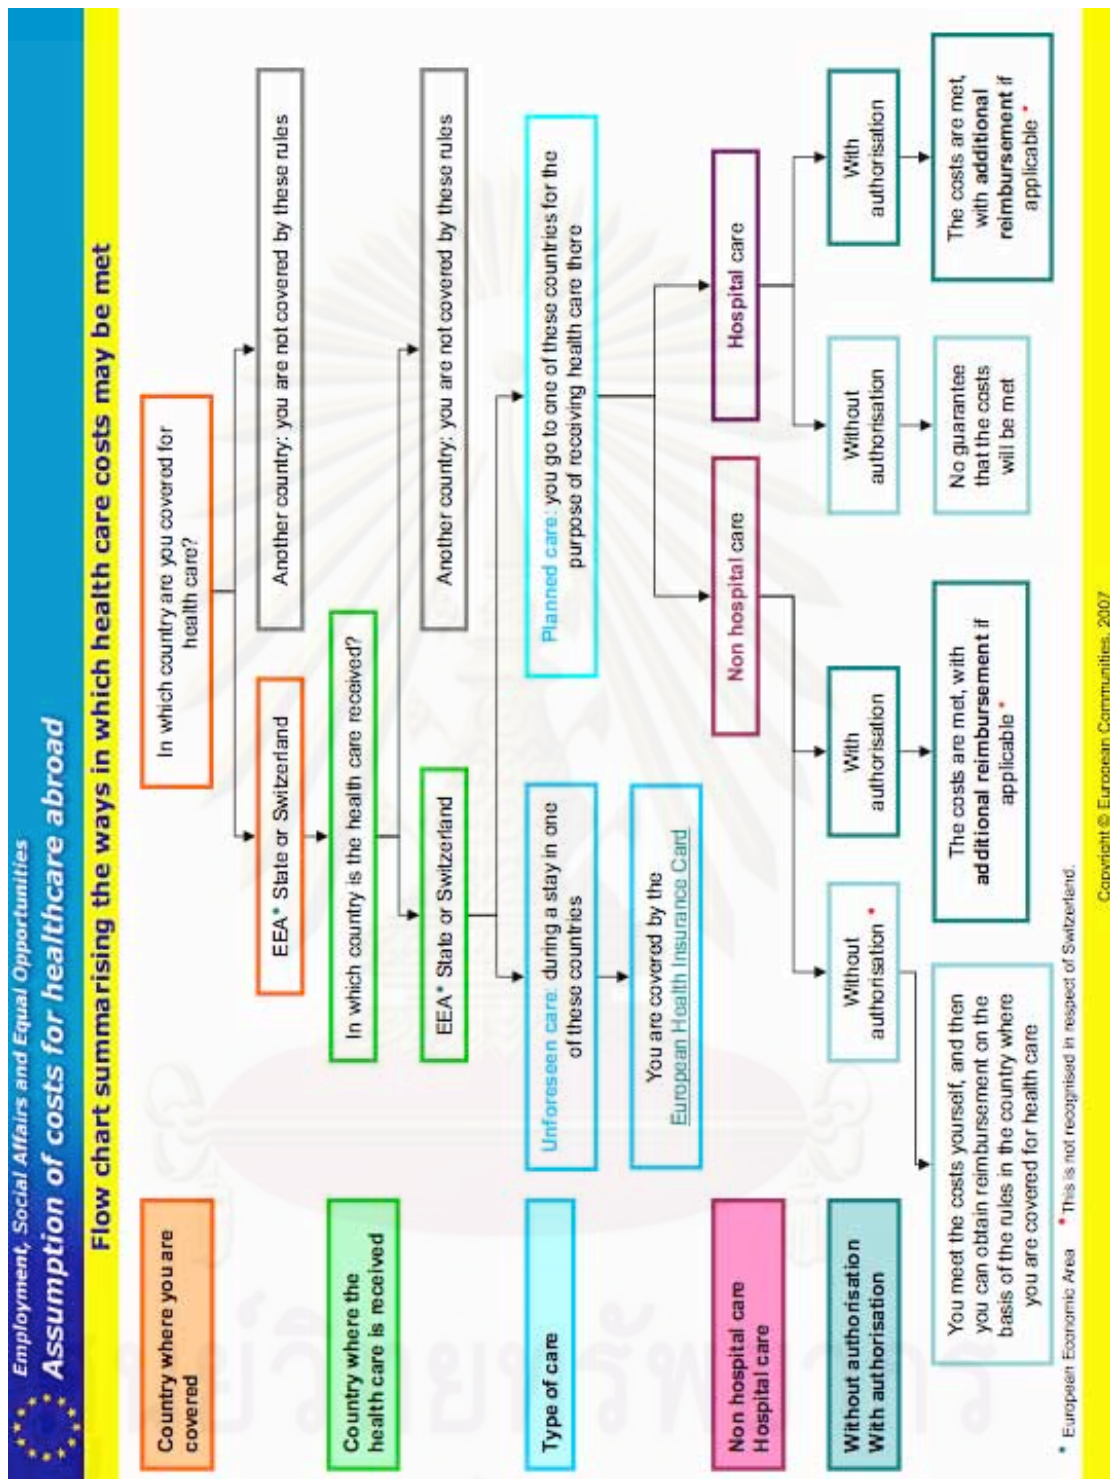 Employment, Social Affairs and Equal Opportunities
Assumption of costs for healthcare abroad
Flow chart summarising the ways in which health care costs may be met
Country where you are
covered
In which country are you covered for
health care?
EEA* State or Switzerland
Another country: you are not covered by these rules
Country where the
health care is received
In which country is the health care received?
EEA* State or Switzerland
Another country: you are not covered by these rules
Type of care
Unforeseen care: during a stay in one
of these countries
Planned care: you go to one of these countries for the
purpose of receiving health care there
You are covered by the
European Health Insurance Card
Non hospital care
Hospital care
Non hospital care
Hospital care
Without authorisation
With authorisation
Without
authorisation *
With
authorisation
Without
authorisation
With
authorisation
You meet the costs yourself, and then
you can obtain reimbursement on the
basis of the rules in the country where
you are covered for health care
The costs are met, with
additional reimbursement if
applicable *
No guarantee
that the costs
will be met
The costs are met,
with additional
reimbursement if
applicable *
* European Economic Area * This is not recognised in respect of Switzerland.
Copyright © European Communities, 2007